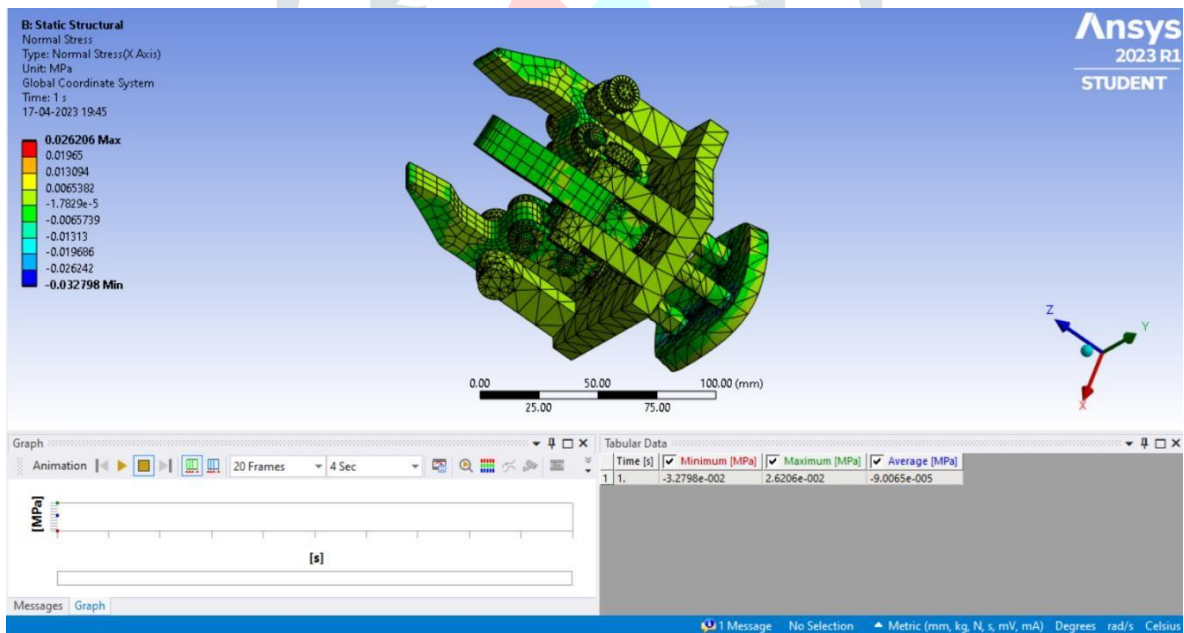 B: Static Structural
Normal Stress
Type: Normal Stress(X Axis)
Unit: MPa
Global Coordinate System
Time: 1 s
17-04-2023 19:45
0.026206 Max
0.01965
0.013094
0.0065382
-1.7829e-5
-0.0065739
-0.01313
-0.019686
-0.026242
-0.032798 Min
Ansys
2023 R1
STUDENT
0.00 50.00 100.00 (mm)
25.00 75.00
Z
Y
X
Graph
Animation 20 Frames 4 Sec
[MPa]
[s]
Messages Graph
Tabular Data
Time [s] Minimum [MPa] Maximum [MPa] Average [MPa]
1 1. -3.2798e-002 2.6206e-002 -9.0065e-005
1 Message No Selection Metric (mm, kg, N, s, mV, mA) Degrees rad/s Celsius